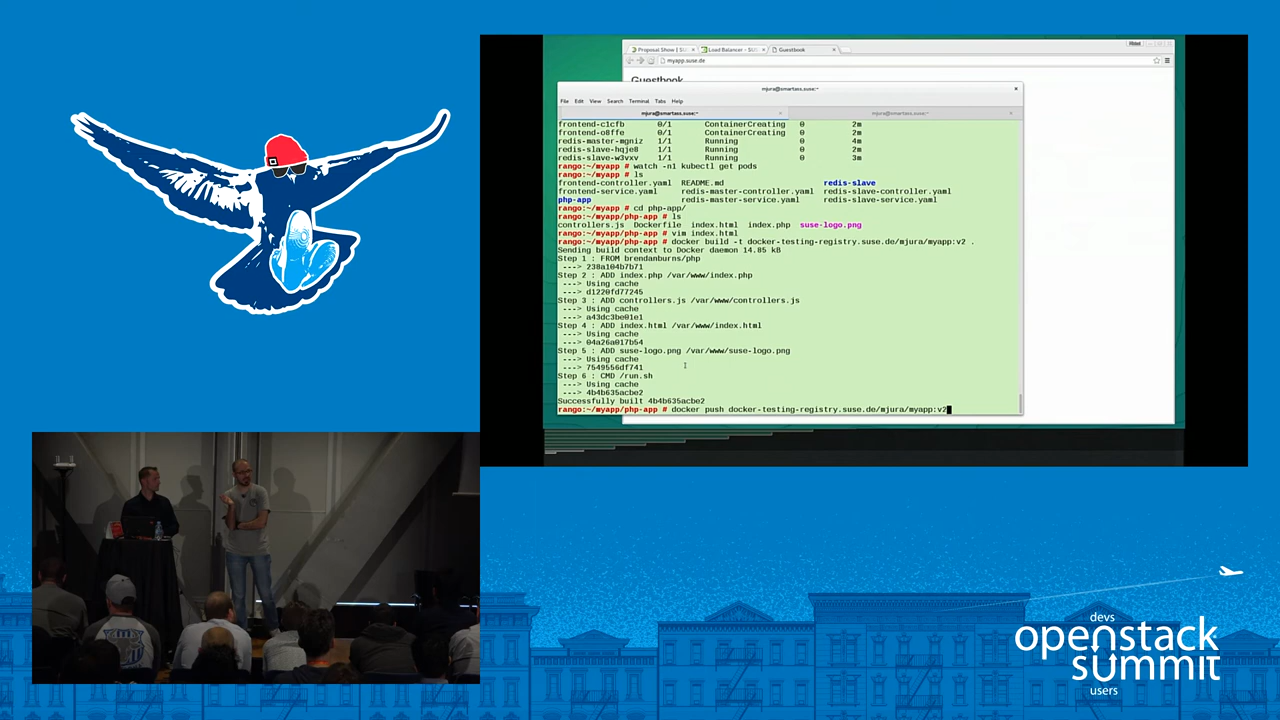 Proposal Show | SU
Load Balancer - SUS
Guestbook
myapp.suse.de
Guestbook
mjura@smartass.suse:~
File Edit View Search Terminal Tabs Help
mjura@smartass.suse:~
mjura@smartass.suse:~
frontend-c1cfb 0/1 ContainerCreating 0 2m
frontend-o8ffe 0/1 ContainerCreating 0 2m
redis-master-mgniz 1/1 Running 0 4m
redis-slave-hqje8 1/1 Running 0 2m
redis-slave-w3vxv 1/1 Running 0 3m
rango:~/myapp # watch -n1 kubectl get pods
rango:~/myapp # ls
frontend-controller.yaml README.md redis-slave
frontend-service.yaml redis-master-controller.yaml redis-slave-controller.yaml
php-app redis-master-service.yaml redis-slave-service.yaml
rango:~/myapp # cd php-app/
rango:~/myapp/php-app # ls
controllers.js Dockerfile index.html index.php suse-logo.png
rango:~/myapp/php-app # vim index.html
rango:~/myapp/php-app # docker build -t docker-testing-registry.suse.de/mjura/myapp:v2 .
Sending build context to Docker daemon 14.85 kB
Step 1 : FROM brendanburns/php
---> 238a104b7b71
Step 2 : ADD index.php /var/www/index.php
---> Using cache
---> d1220fd77245
Step 3 : ADD controllers.js /var/www/controllers.js
---> Using cache
---> a43dc3be01e1
Step 4 : ADD index.html /var/www/index.html
---> Using cache
---> 04a26a017b54
Step 5 : ADD suse-logo.png /var/www/suse-logo.png
---> Using cache
---> 7549556df741
Step 6 : CMD /run.sh
---> Using cache
---> 4b4b635acbe2
Successfully built 4b4b635acbe2
rango:~/myapp/php-app # docker push docker-testing-registry.suse.de/mjura/myapp:v2
devs
openstack
summit
users